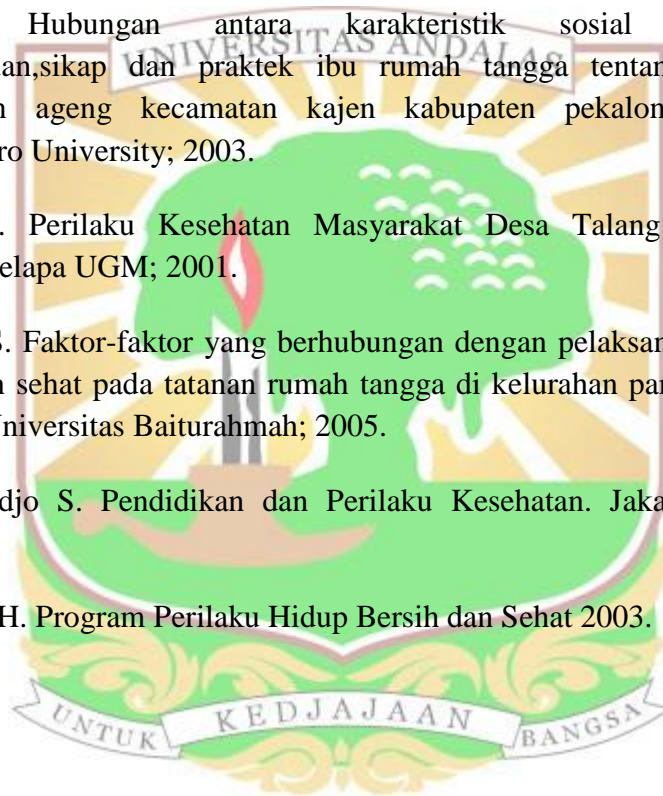 Hubungan antara karakteristik sosial
UNIVERSITAS ANDALAS
uan,sikap dan praktek ibu rumah tangga tentan
n ageng kecamatan kajen kabupaten pekalon
ro University; 2003.
. Perilaku Kesehatan Masyarakat Desa Talang
elapa UGM; 2001.
S. Faktor-faktor yang berhubungan dengan pelaksan
n sehat pada tatanan rumah tangga di kelurahan par
Universitas Baiturahmah; 2005.
djo S. Pendidikan dan Perilaku Kesehatan. Jaka
H. Program Perilaku Hidup Bersih dan Sehat 2003.
UNTUK KEDJAJAAN BANGSA